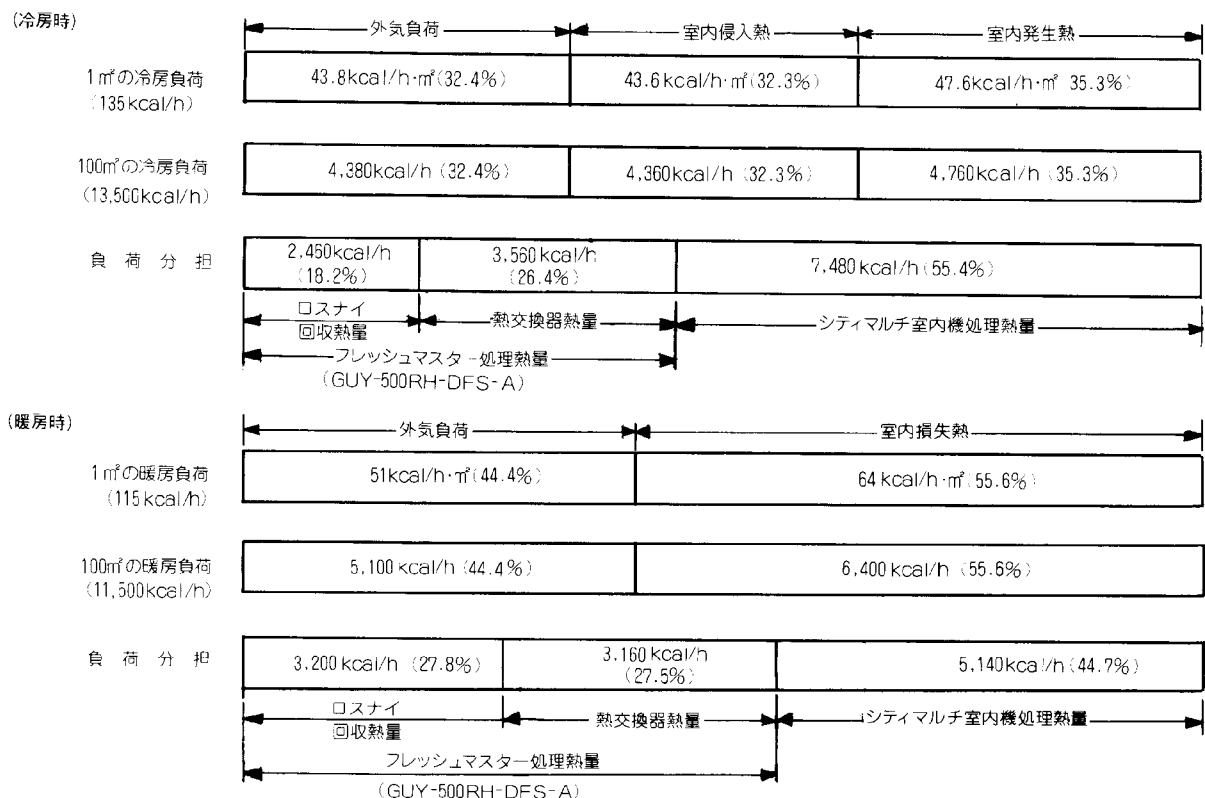 (冷房時)
外気負荷 室内侵入熱 室内発生熱
1㎡の冷房負荷 43.8kcal/h·㎡(32.4%) 43.6kcal/h·㎡(32.3%) 47.6kcal/h·㎡ 35.3%)
(135kcal/h)
100㎡の冷房負荷 4,380kcal/h (32.4%) 4,360kcal/h (32.3%) 4,760kcal/h (35.3%)
(13,500kcal/h)
負荷分担 2,460kcal/h 3,560kcal/h 7,480kcal/h(55.4%)
(18.2%) (26.4%)
ロスナイ 熱交換器熱量 シティマルチ室内機処理熱量
回収熱量
フレッシュマスター処理熱量
(GUY-500RH-DFS-A)
(暖房時)
外気負荷 室内損失熱
1㎡の暖房負荷 51kcal/h·㎡(44.4%) 64kcal/h·㎡(55.6%)
(115kcal/h)
100㎡の暖房負荷 5,100kcal/h (44.4%) 6,400kcal/h (55.6%)
(11,500kcal/h)
負荷分担 3,200kcal/h (27.8%) 3,160kcal/h 5,140kcal/h(44.7%)
(27.5%)
ロスナイ 熱交換器熱量 シティマルチ室内機処理熱量
回収熱量
フレッシュマスター処理熱量
(GUY-500RH-DFS-A)